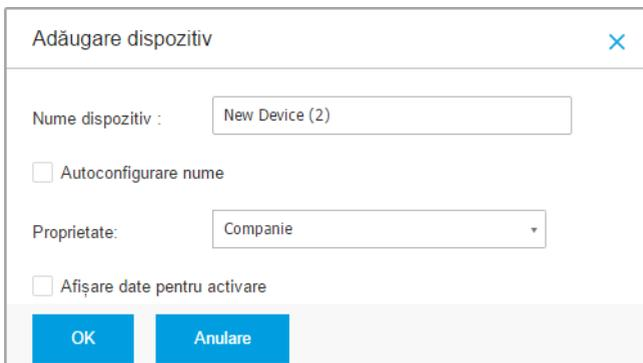 Adăugare dispozitiv
Nume dispozitiv : New Device (2)
Autoconfigurare nume
Proprietate: Companie
Afișare date pentru activare
OK Anulare